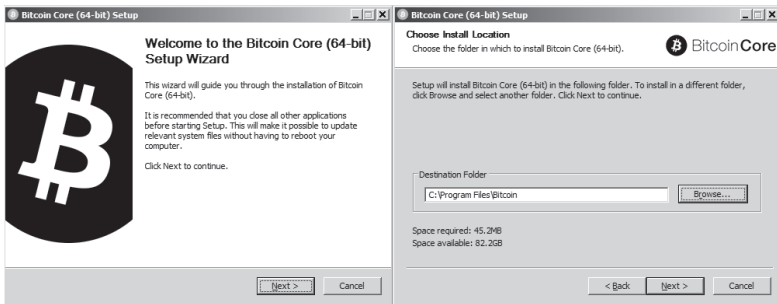 Bitcoin Core (64-bit) Setup
Welcome to the Bitcoin Core (64-bit)
Setup Wizard
This wizard will guide you through the installation of Bitcoin
Core (64-bit).
It is recommended that you close all other applications
before starting Setup. This will make it possible to update
relevant system files without having to reboot your
computer.
Click Next to continue.
Next >
Cancel
Bitcoin Core (64-bit) Setup
Choose Install Location
Choose the folder in which to install Bitcoin Core (64-bit).
Bitcoin Core
Setup will install Bitcoin Core (64-bit) in the following folder. To install in a different folder,
click Browse and select another folder. Click Next to continue.
Destination Folder
C:\Program Files\Bitcoin
Browse...
Space required: 45.2MB
Space available: 82.2GB
< Back
Next >
Cancel